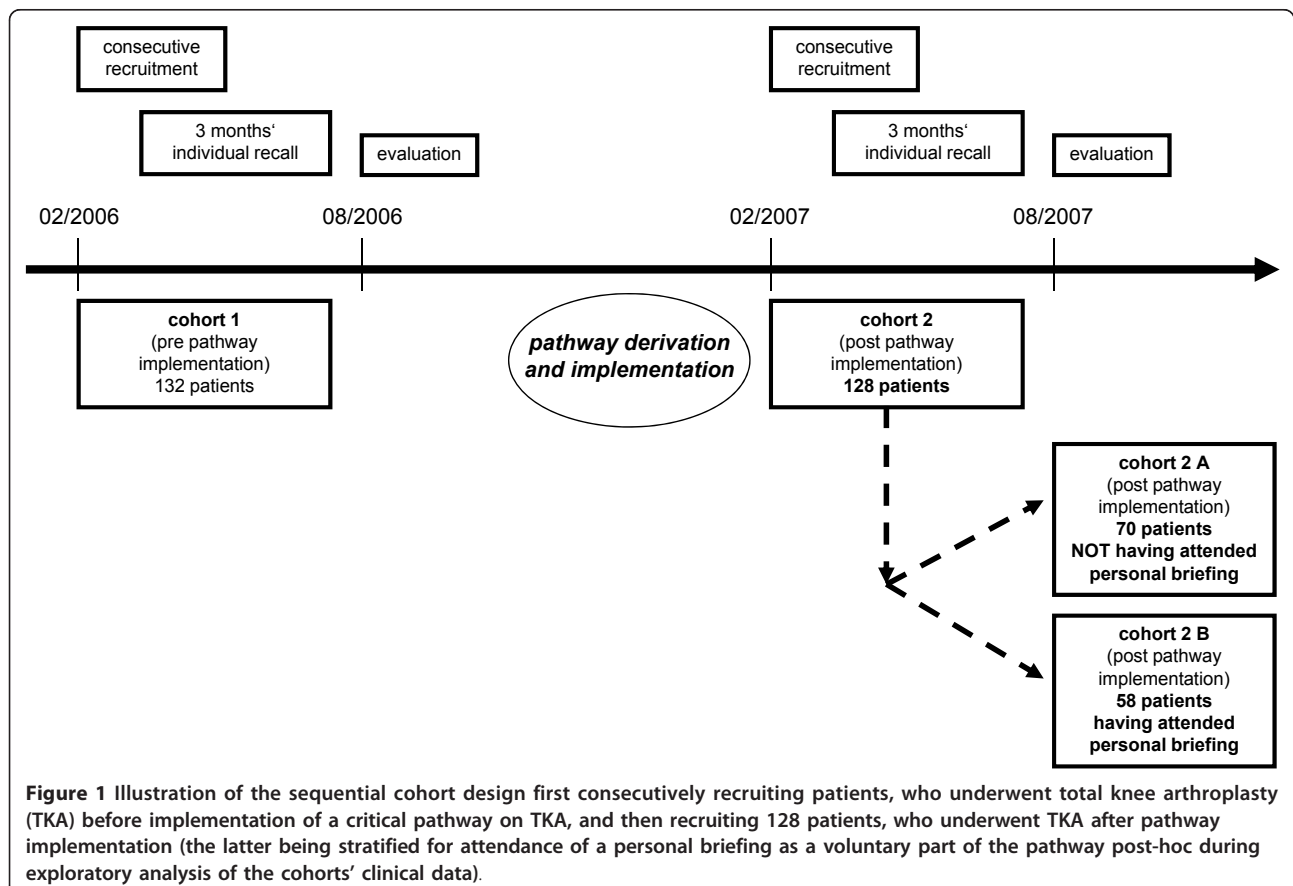 consecutive
recruitment
consecutive
recruitment
3 months‘
individual recall
evaluation
3 months‘
individual recall
evaluation
02/2006
08/2006
02/2007
08/2007
cohort 1
(pre pathway
implementation)
132 patients
pathway derivation
and implementation
cohort 2
(post pathway
implementation)
128 patients
cohort 2 A
(post pathway
implementation)
70 patients
NOT having attended
personal briefing
cohort 2 B
(post pathway
implementation)
58 patients
having attended
personal briefing
Figure 1 Illustration of the sequential cohort design first consecutively recruiting patients, who underwent total knee arthroplasty
(TKA) before implementation of a critical pathway on TKA, and then recruiting 128 patients, who underwent TKA after pathway
implementation (the latter being stratified for attendance of a personal briefing as a voluntary part of the pathway post-hoc during
exploratory analysis of the cohorts’ clinical data).